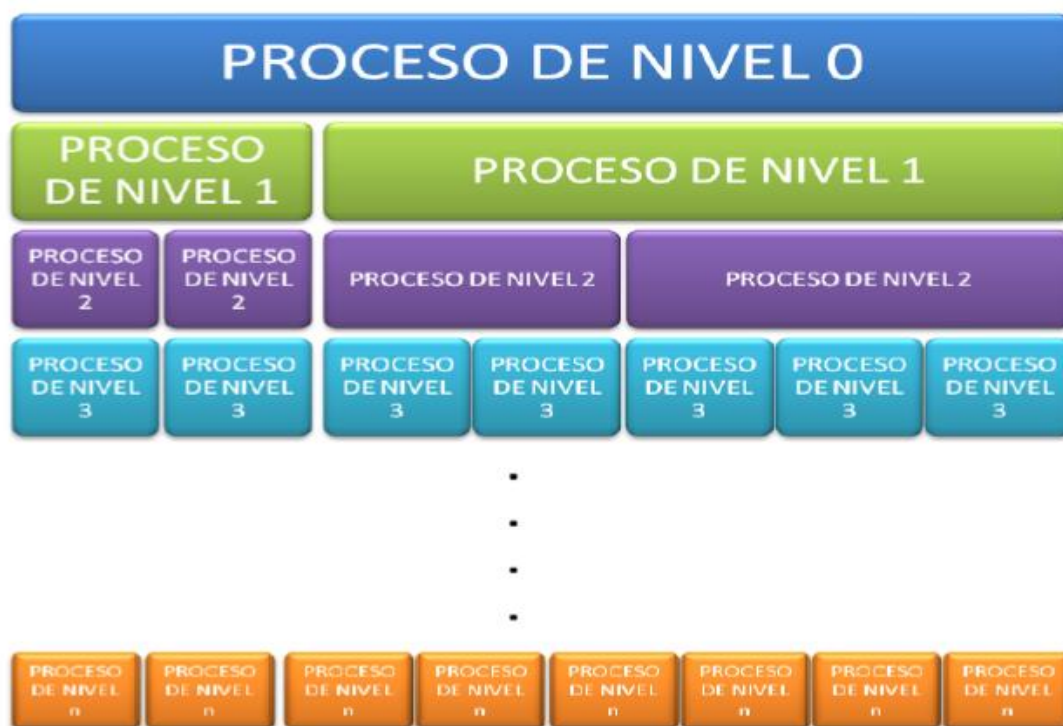 PROCESO DE NIVEL 0
PROCESO
DE NIVEL 1
PROCESO DE NIVEL 1
PROCESO
DE NIVEL
2
PROCESO
DE NIVEL
2
PROCESO DE NIVEL 2
PROCESO DE NIVEL 2
PROCESO
DE NIVEL
3
PROCESO
DE NIVEL
3
PROCESO
DE NIVEL
3
PROCESO
DE NIVEL
3
PROCESO
DE NIVEL
3
PROCESO
DE NIVEL
3
PROCESO
DE NIVEL
3
PROCESO
DE NIVEL
n
PROCESO
DE NIVEL
n
PROCESO
DE NIVEL
n
PROCESO
DE NIVEL
n
PROCESO
DE NIVEL
n
PROCESO
DE NIVEL
n
PROCESO
DE NIVEL
n
PROCESO
DE NIVEL
n